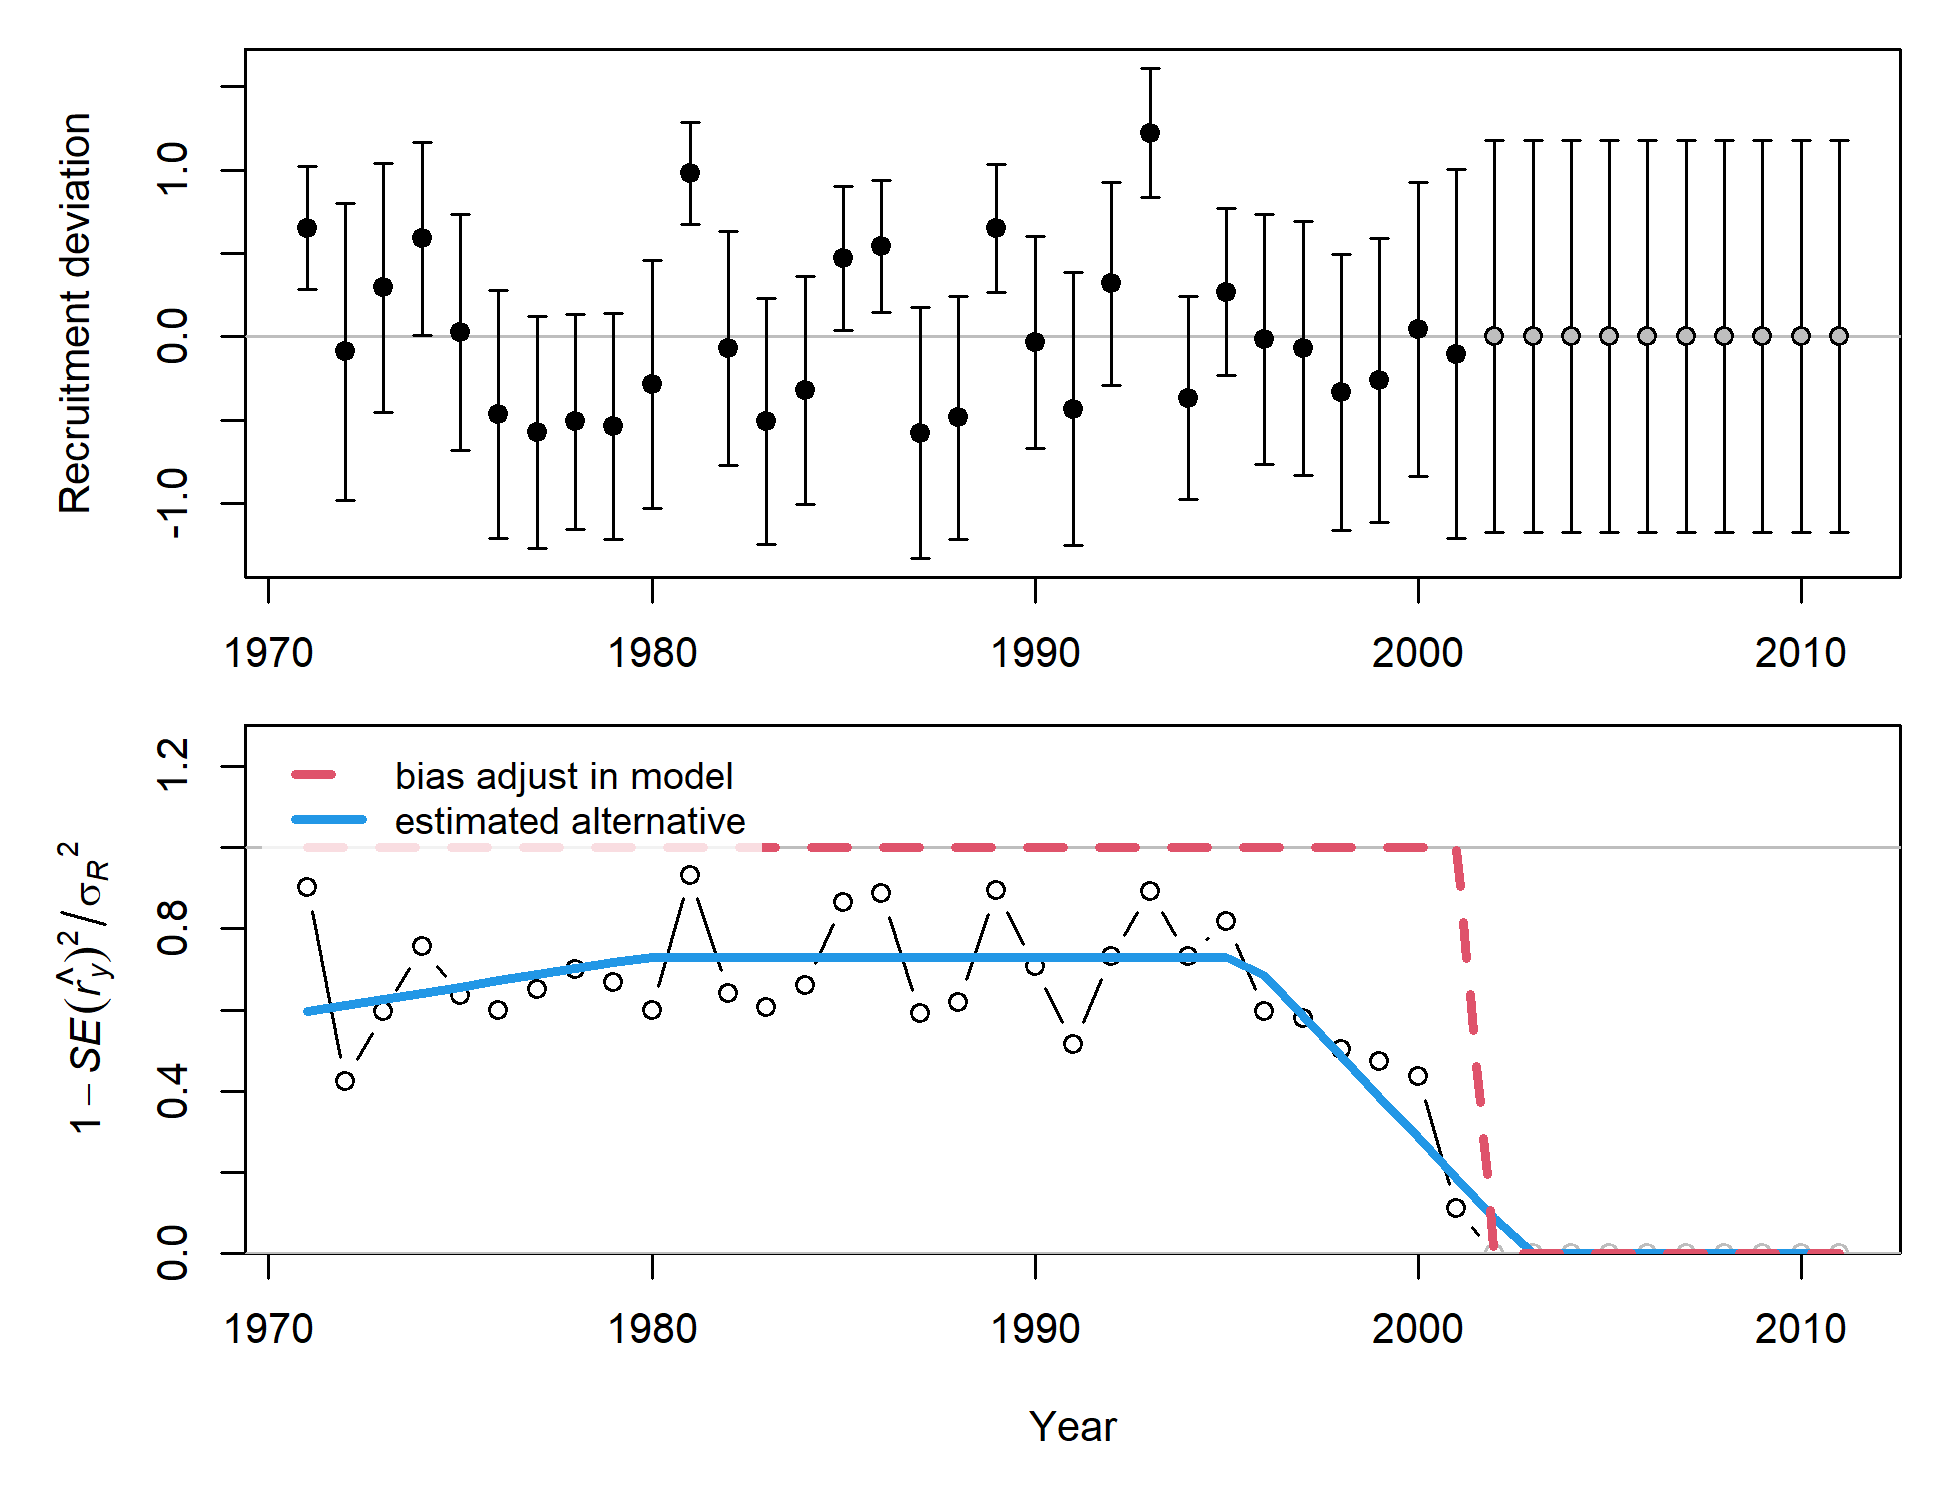 Recruitment deviation
1.0
0.0
-1.0
1970 1980 1990 2000 2010
bias adjust in model
estimated alternative
1 − SE(r̂y)² / σR²
1.2
0.8
0.4
0.0
1970 1980 1990 2000 2010
Year